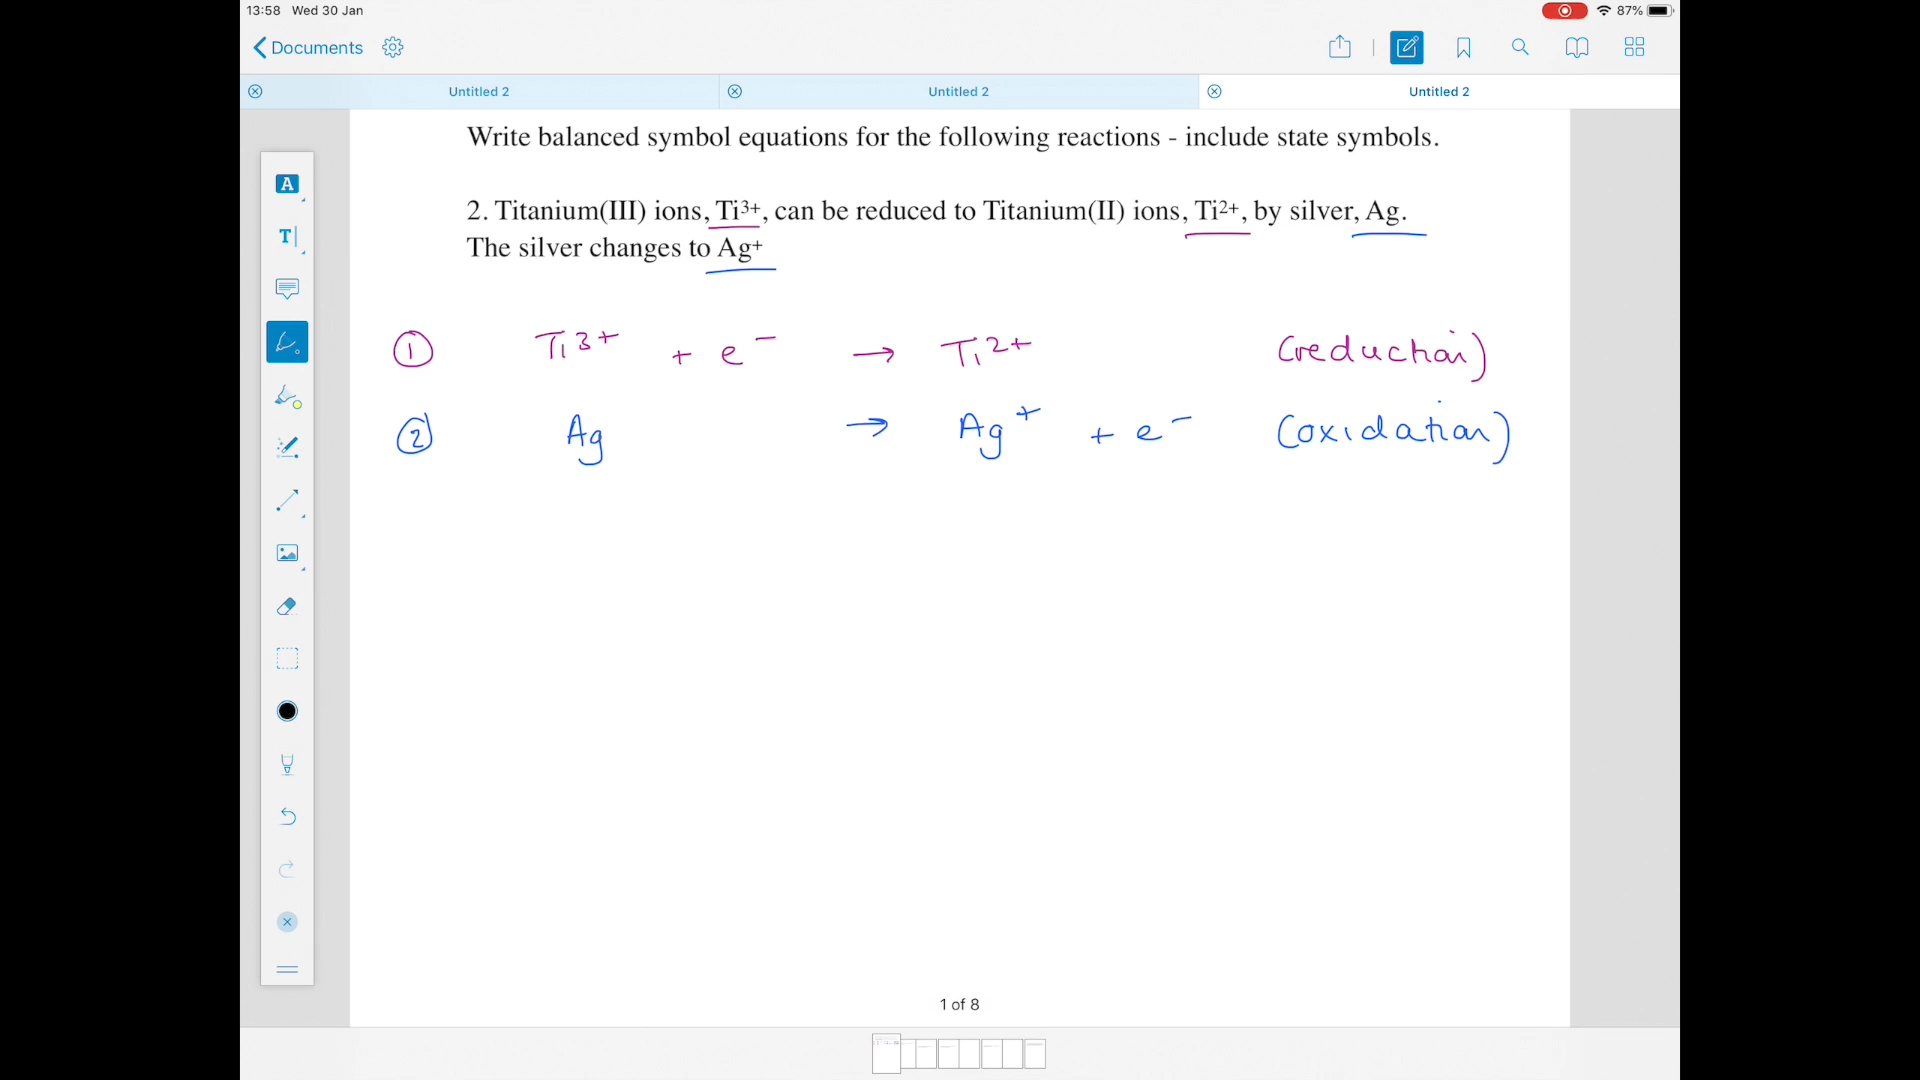 13:58 Wed 30 Jan 87%
Documents
Untitled 2 Untitled 2 Untitled 2
Write balanced symbol equations for the following reactions - include state symbols.
2. Titanium(III) ions, Ti³⁺, can be reduced to Titanium(II) ions, Ti²⁺, by silver, Ag.
The silver changes to Ag⁺
① Ti³⁺ + e⁻ → Ti²⁺ (reduction)
② Ag → Ag⁺ + e⁻ (oxidation)
A
T
1 of 8